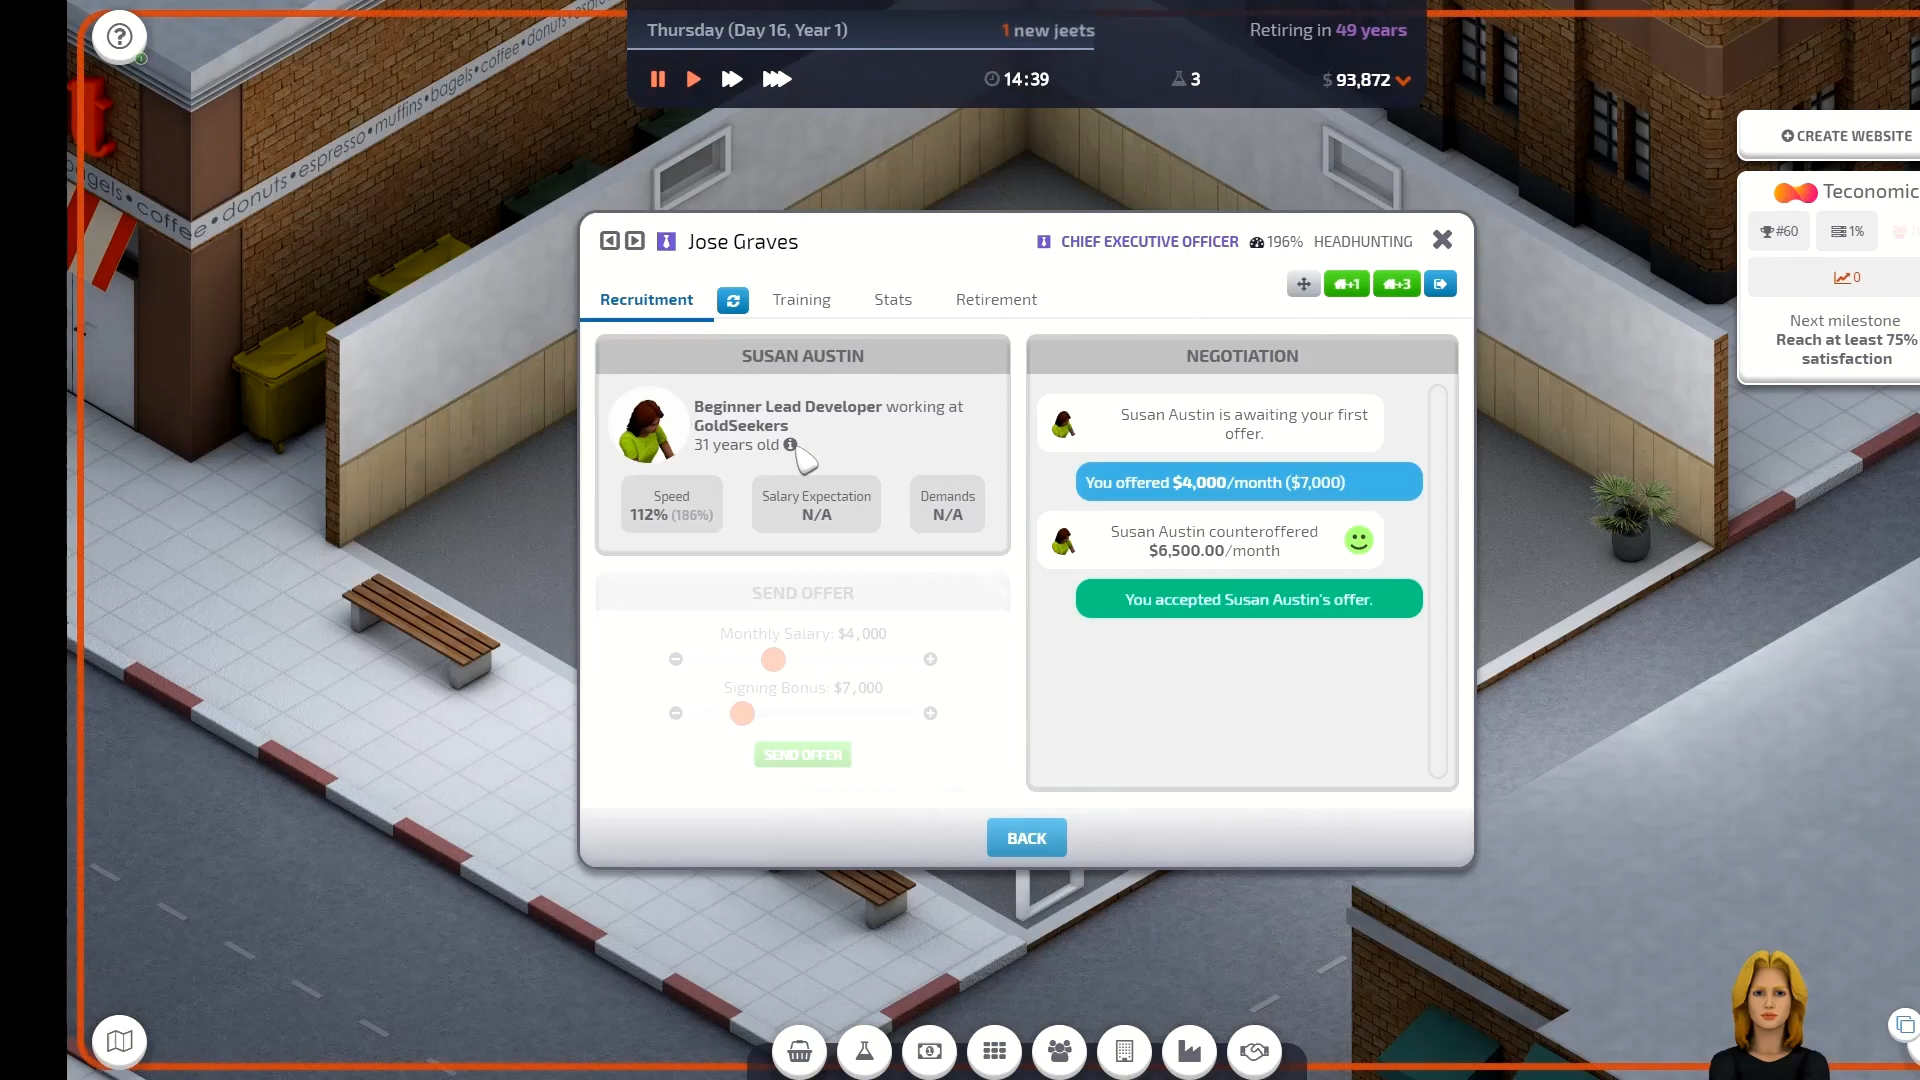 Thursday (Day 16, Year 1)
1 new jeets
Retiring in 49 years
14:39
3
$ 93,872
donuts•espresso•muffins•bagels•coffee•donuts•
bagels•coffee•
t
CREATE WEBSITE
Teconomic
#60
1%
0
Next milestone
Reach at least 75%
satisfaction
Jose Graves
CHIEF EXECUTIVE OFFICER
196%
HEADHUNTING
Recruitment
Training
Stats
Retirement
+1
+3
SUSAN AUSTIN
Beginner Lead Developer working at
GoldSeekers
31 years old
Speed
112% (186%)
Salary Expectation
N/A
Demands
N/A
SEND OFFER
Monthly Salary: $4,000
Signing Bonus: $7,000
SEND OFFER
NEGOTIATION
Susan Austin is awaiting your first
offer.
You offered $4,000/month ($7,000)
Susan Austin counteroffered
$6,500.00/month
You accepted Susan Austin's offer.
BACK